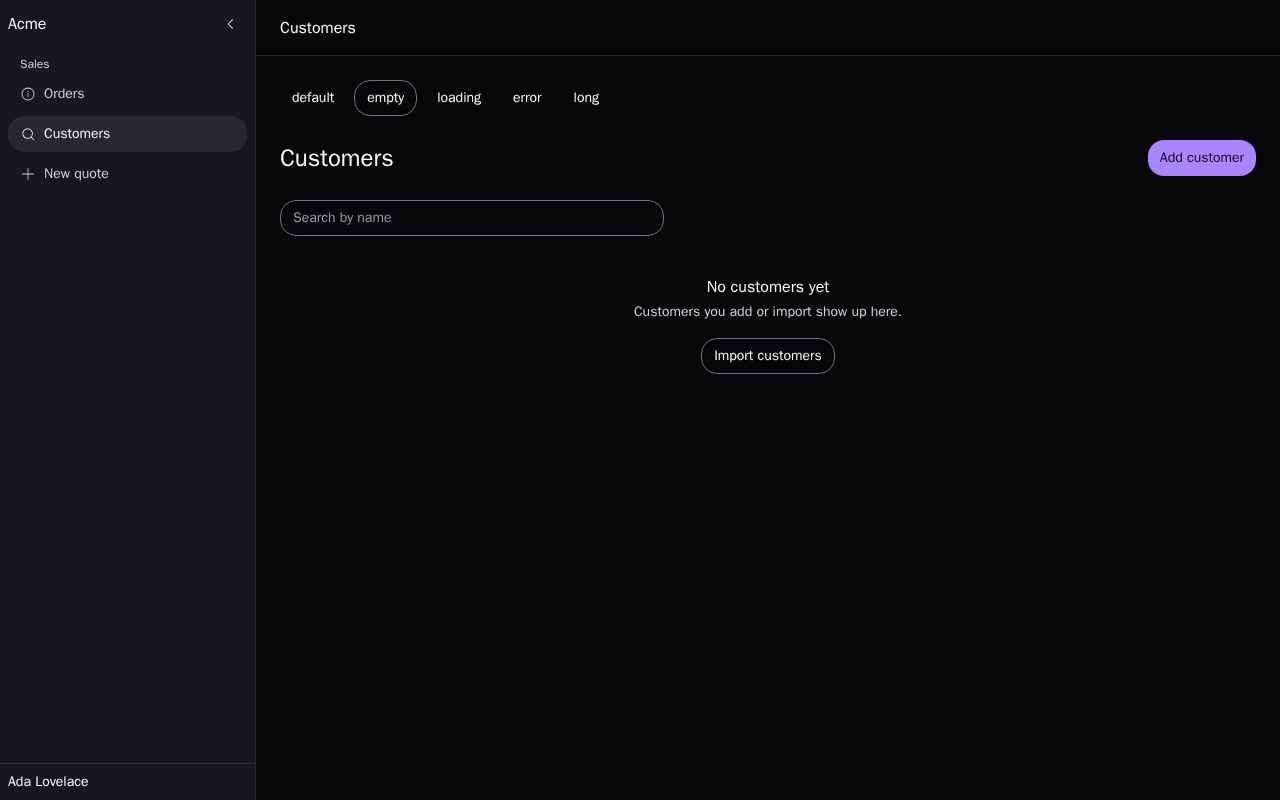 Acme
Sales
Orders
Customers
New quote
Ada Lovelace
Customers
default empty loading error long
Customers
Add customer
Search by name
No customers yet
Customers you add or import show up here.
Import customers